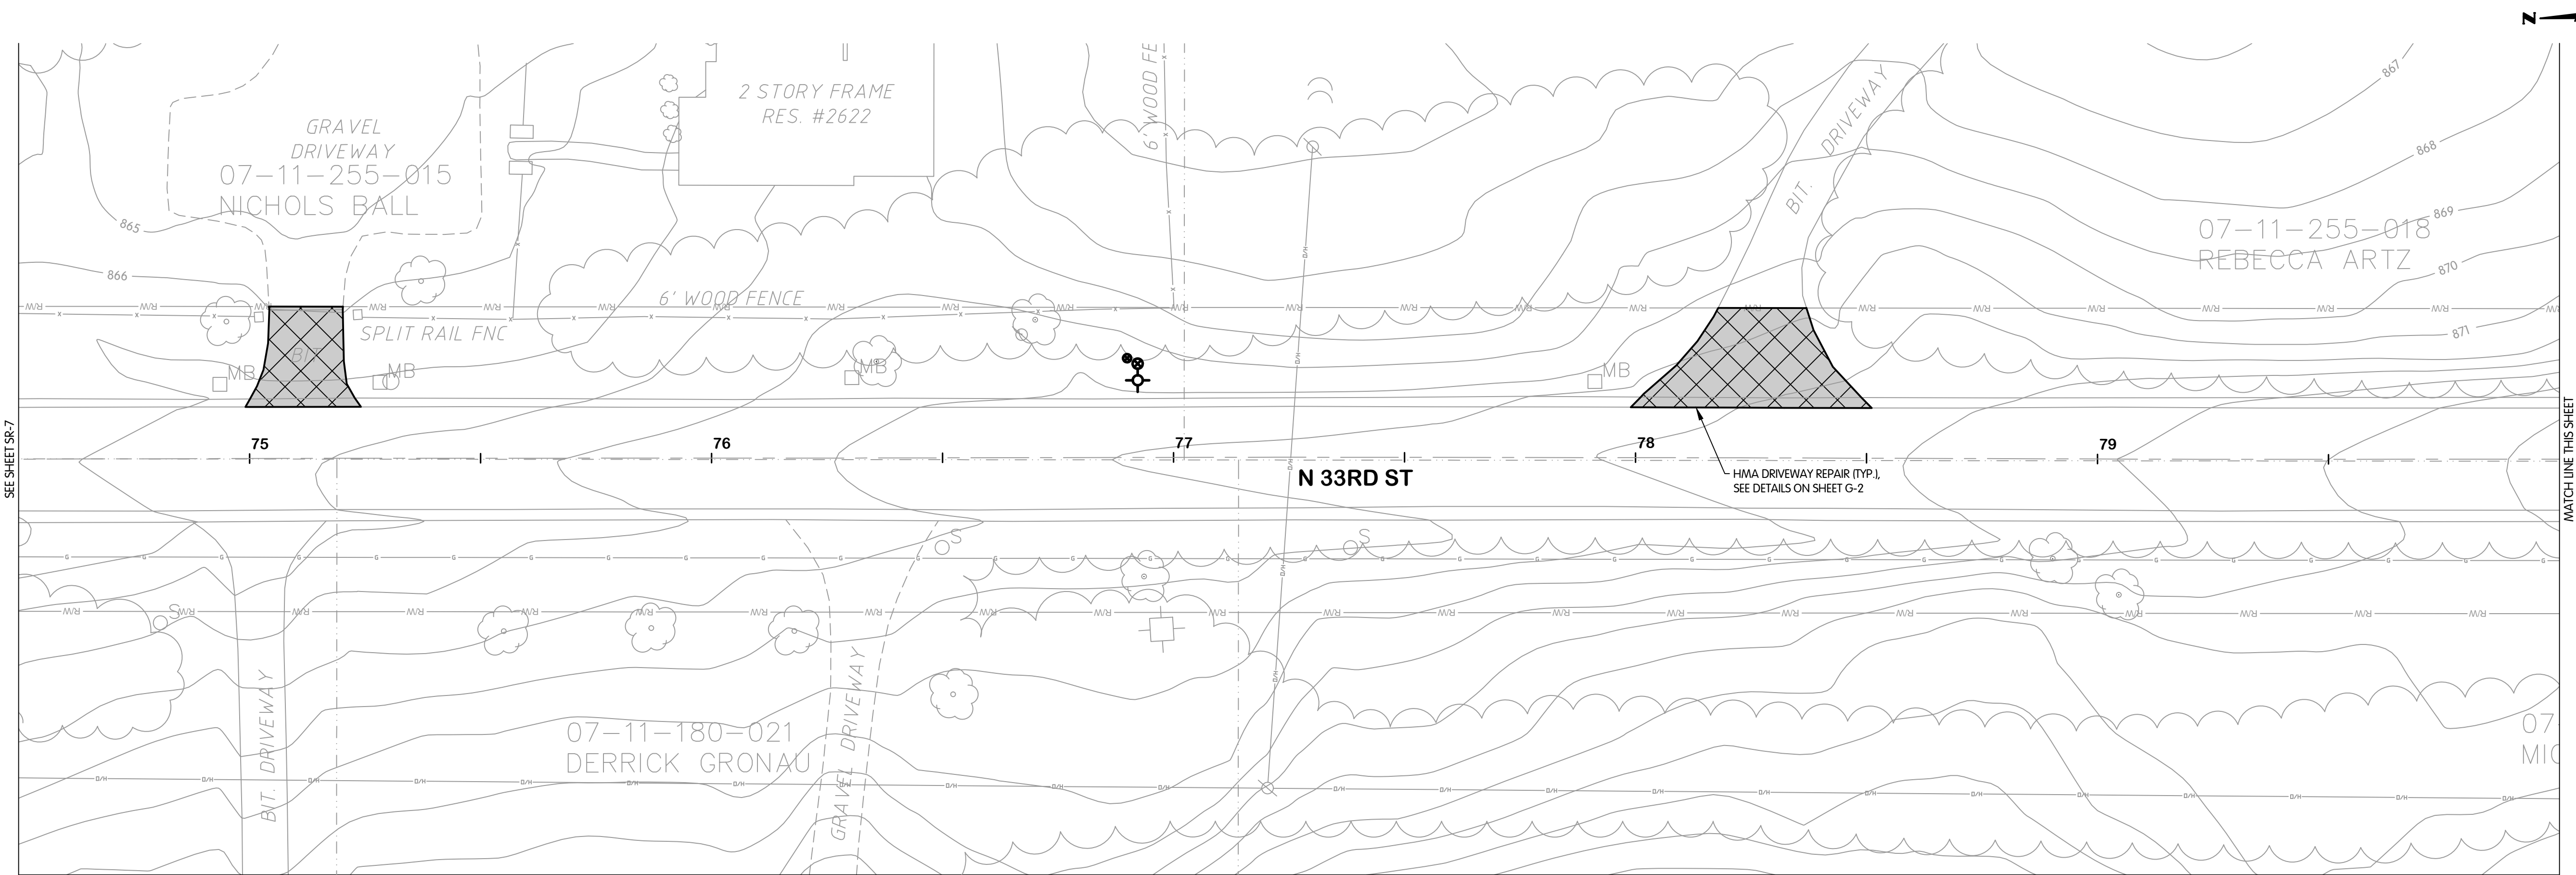 N
6' WOOD FE
2 STORY FRAME
RES. #2622
867
GRAVEL
DRIVEWAY
BIT. DRIVEWAY
868
07-11-255-015
NICHOLS BALL
865
869
07-11-255-018
REBECCA ARTZ
866
870
R/W R/W R/W R/W R/W R/W R/W R/W R/W R/W R/W R/W R/W R/W R/W R/W R/W R/W R/W R/W R/W
6' WOOD FENCE
SPLIT RAIL FNC
871
BIT.
MB
MB
MB
MB
SEE SHEET SR-7
MATCH LINE THIS SHEET
75
76
77
78
79
N 33RD ST
HMA DRIVEWAY REPAIR (TYP.),
SEE DETAILS ON SHEET G-2
S
S
S
BIT. DRIVEWAY
GRAVEL DRIVEWAY
07-11-180-021
DERRICK GRONAU
07-
MIC